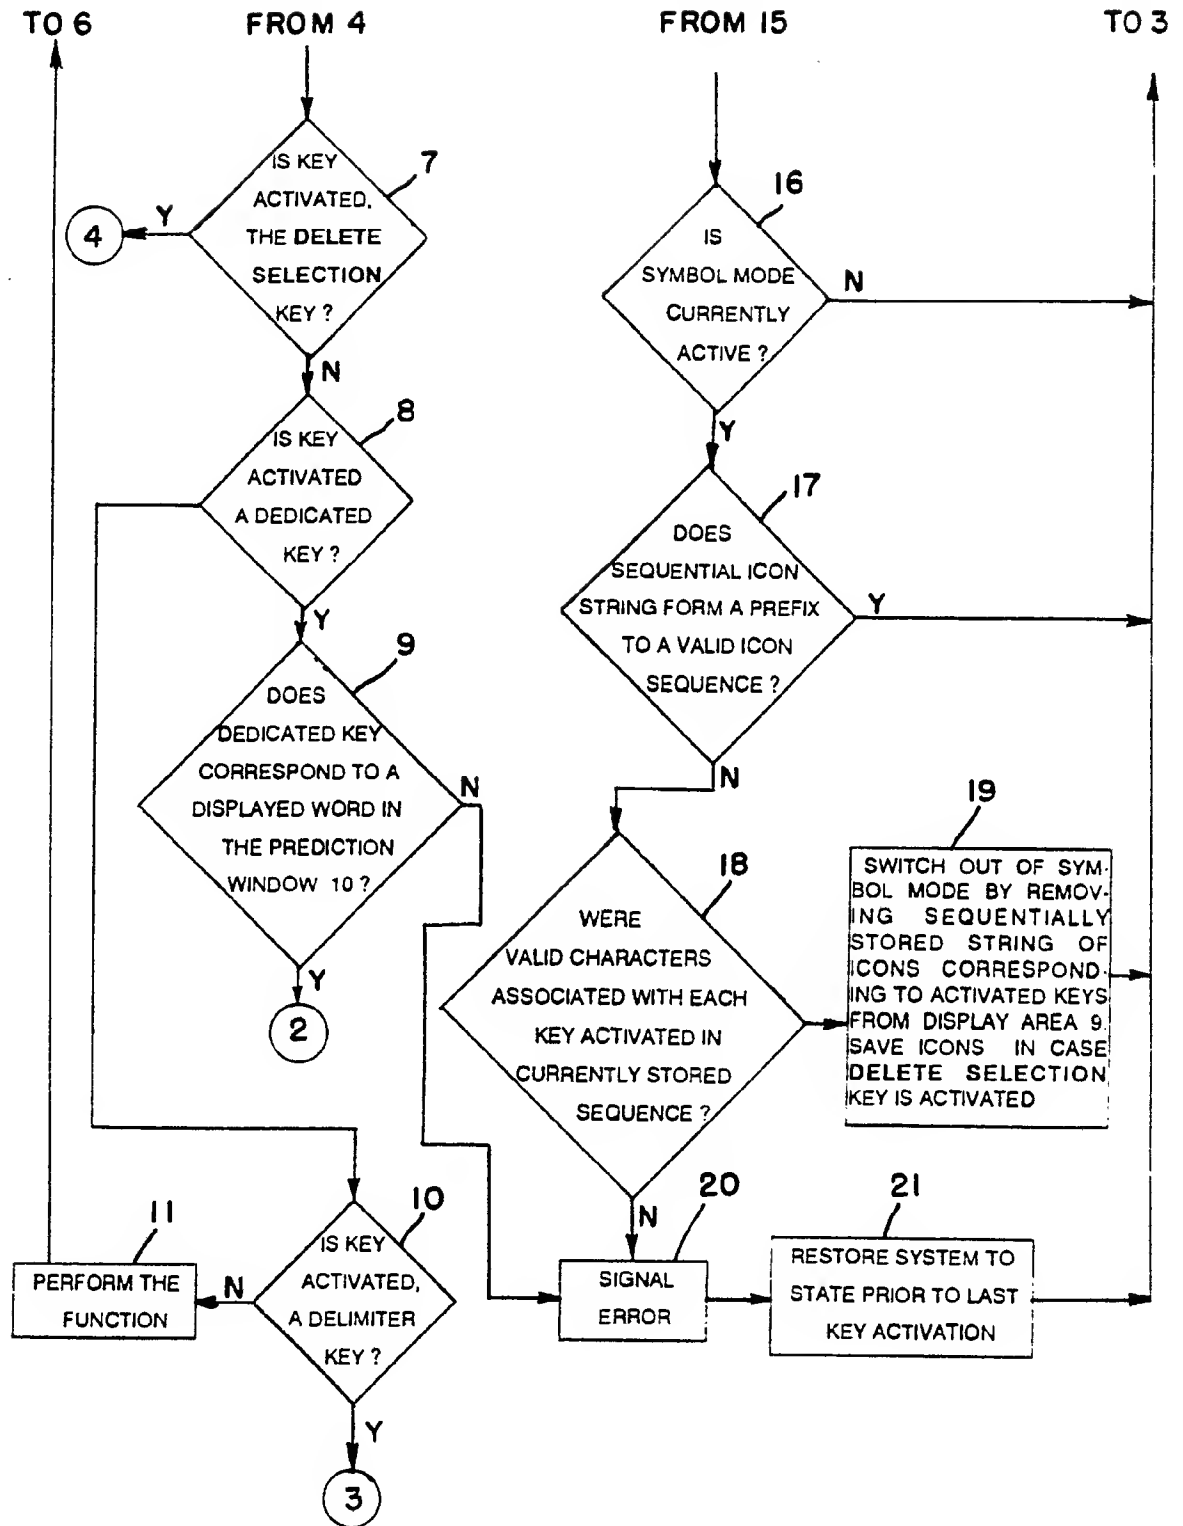 TO 6
FROM 4
FROM 15
TO 3
IS KEY
ACTIVATED,
THE DELETE
SELECTION
KEY ?
7
Y
4
N
IS KEY
ACTIVATED
A DEDICATED
KEY ?
8
Y
DOES
DEDICATED KEY
CORRESPOND TO A
DISPLAYED WORD IN
THE PREDICTION
WINDOW 10 ?
9
N
Y
2
IS KEY
ACTIVATED,
A DELIMITER
KEY ?
10
N
PERFORM THE
FUNCTION
11
Y
3
IS
SYMBOL MODE
CURRENTLY
ACTIVE ?
16
N
Y
DOES
SEQUENTIAL ICON
STRING FORM A PREFIX
TO A VALID ICON
SEQUENCE ?
17
Y
N
WERE
VALID CHARACTERS
ASSOCIATED WITH EACH
KEY ACTIVATED IN
CURRENTLY STORED
SEQUENCE ?
18
N
19
SWITCH OUT OF SYM-
BOL MODE BY REMOV-
ING SEQUENTIALLY
STORED STRING OF
ICONS CORRESPOND-
ING TO ACTIVATED KEYS
FROM DISPLAY AREA 9.
SAVE ICONS IN CASE
DELETE SELECTION
KEY IS ACTIVATED
20
SIGNAL
ERROR
21
RESTORE SYSTEM TO
STATE PRIOR TO LAST
KEY ACTIVATION